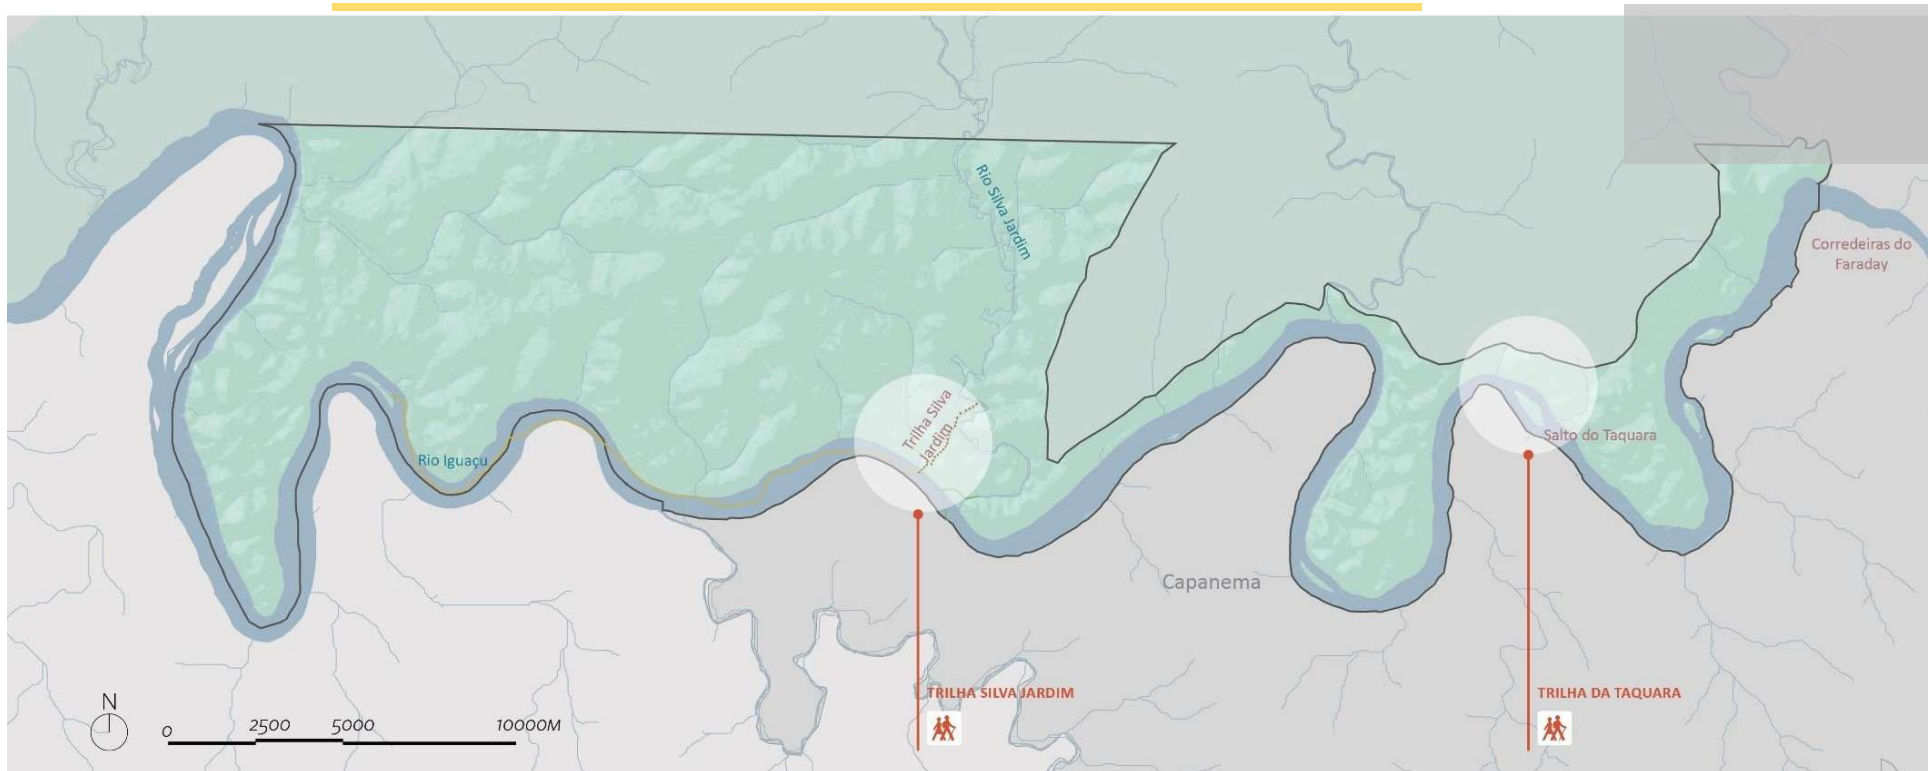 Rio Silva Jardim
Corredeiras do
Faraday
Trilha Silva
Jardim
Salto do Taquara
Rio Iguaçu
Capanema
TRILHA SILVA JARDIM
TRILHA DA TAQUARA
N
0 2500 5000 10000M